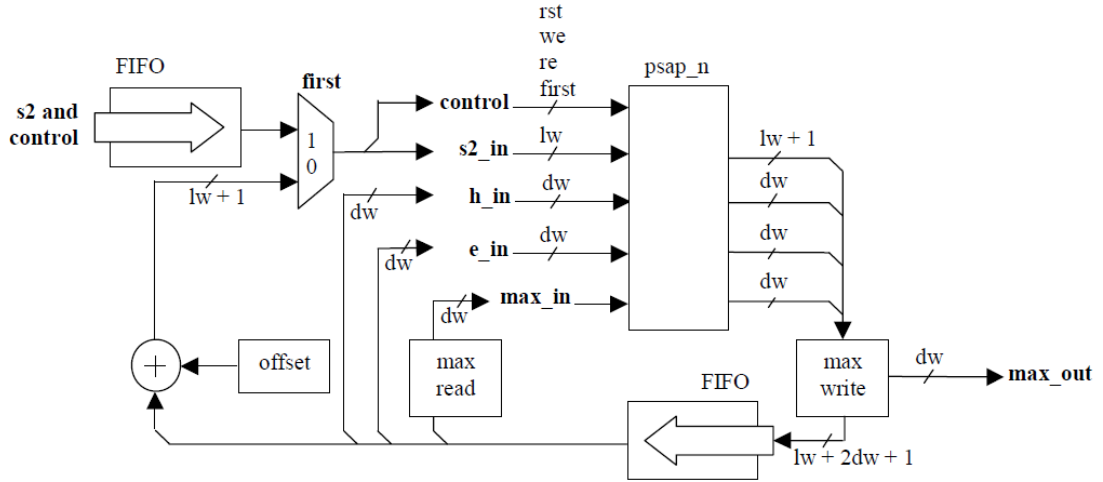 rst
we
re
first
FIFO
first
psap_n
s2 and
control
1
0
control
s2_in
lw
lw + 1
lw + 1
h_in
dw
dw
dw
e_in
dw
dw
dw
max_in
dw
dw
offset
max
read
max
write
dw
max_out
FIFO
lw + 2dw + 1